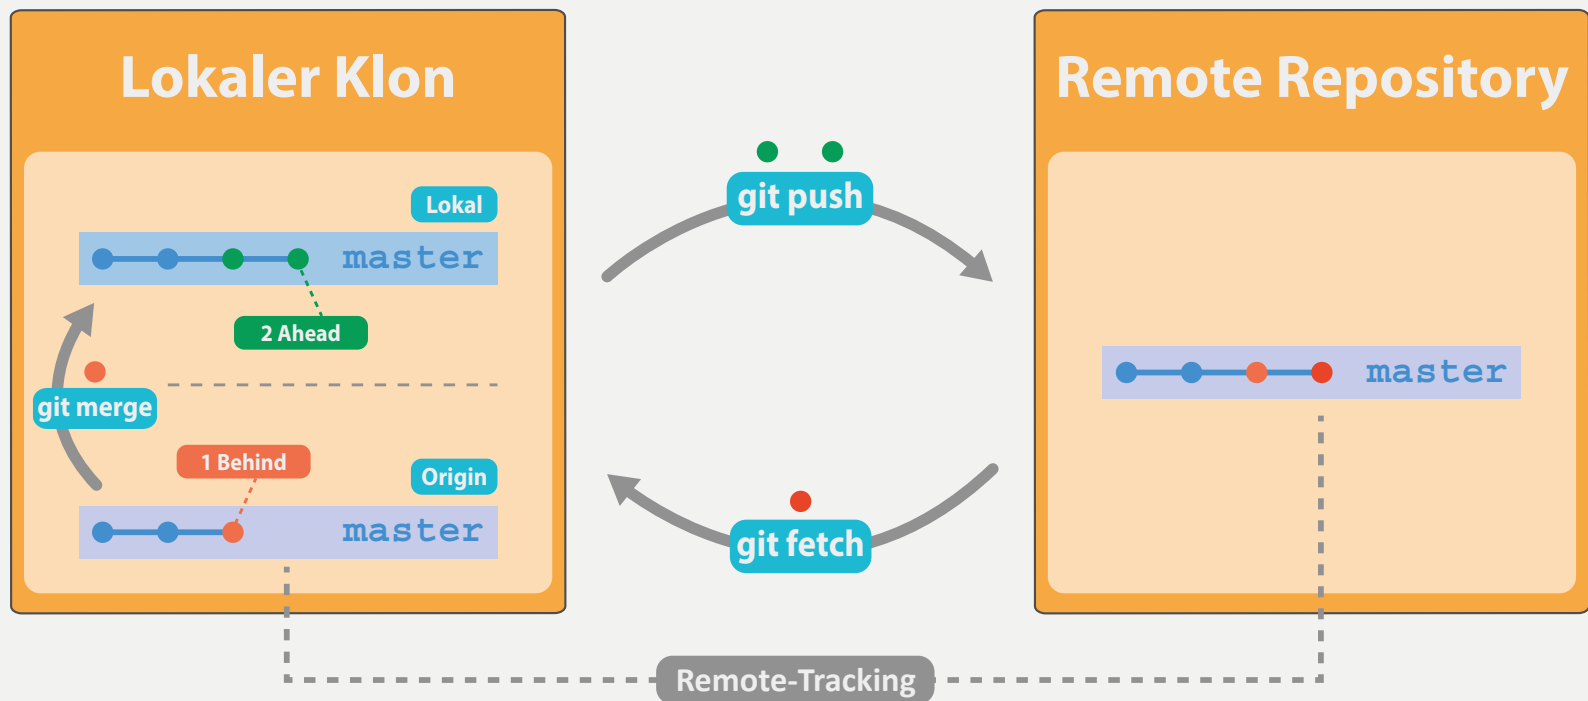 Lokaler Klon
Remote Repository
git push
Lokal
master
2 Ahead
master
git merge
1 Behind
Origin
master
git fetch
Remote-Tracking